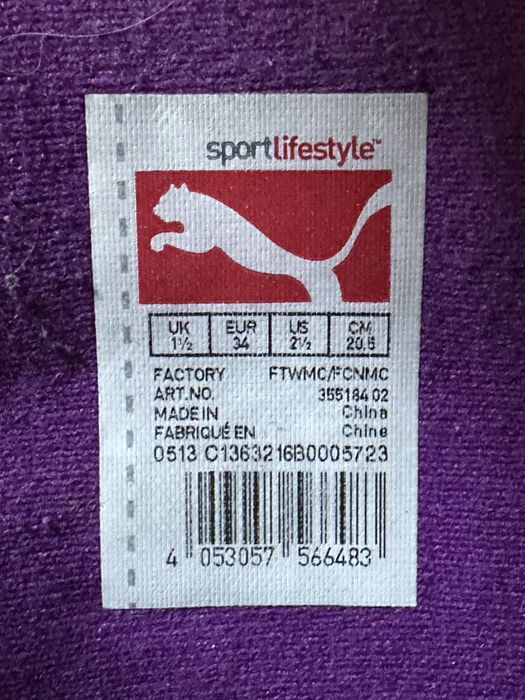 sportlifestyle™
UK EUR US CM
1½ 34 2½ 20.5
FACTORY FTWMC/FCNMC
ART.NO. 355184 02
MADE IN China
FABRIQUÉ EN Chine
0513 C1363216B0005723
4 053057 566483